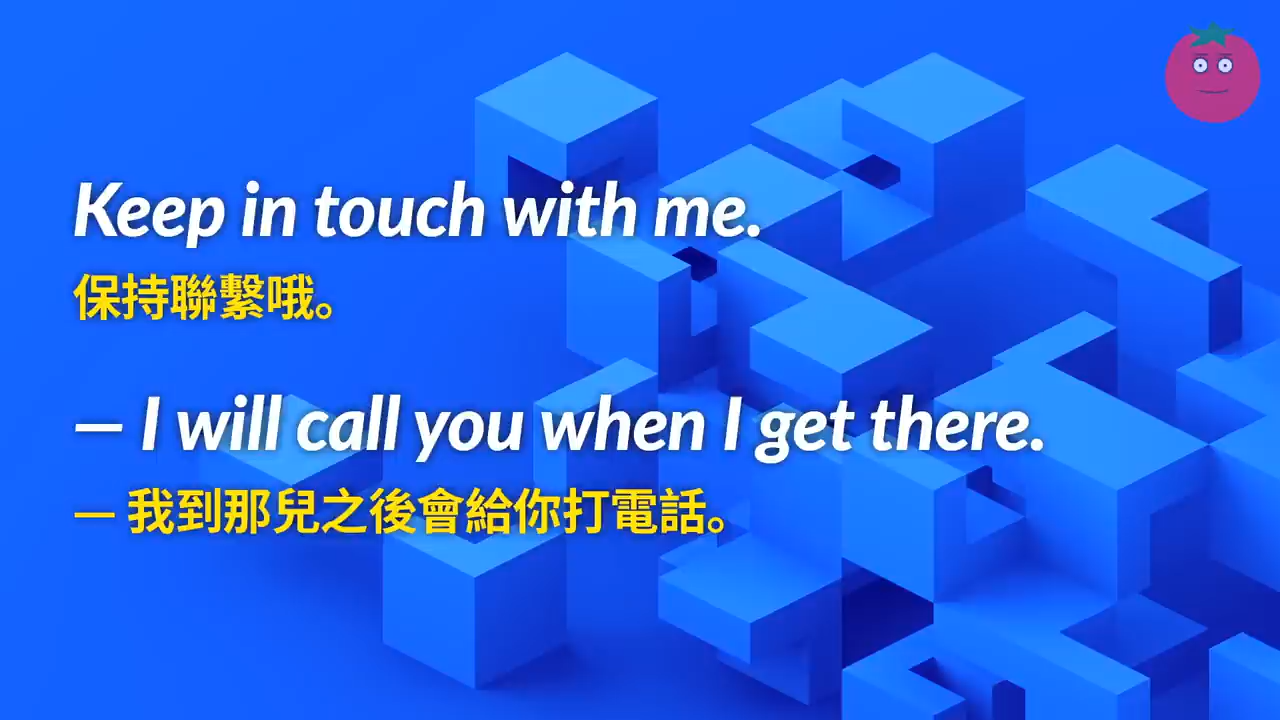 Keep in touch with me.
保持聯繫哦。
— I will call you when I get there.
— 我到那兒之後會給你打電話。